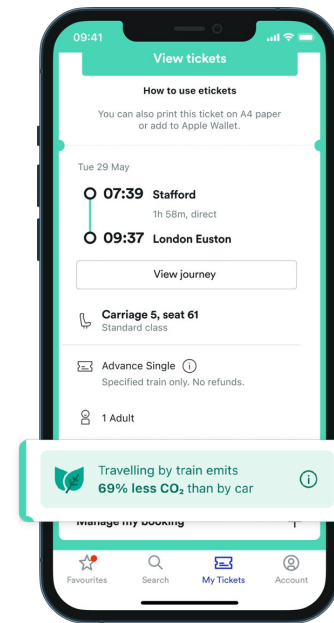 09:41
View tickets
How to use etickets
You can also print this ticket on A4 paper
or add to Apple Wallet.
Tue 29 May
07:39 Stafford
1h 58m, direct
09:37 London Euston
View journey
Carriage 5, seat 61
Standard class
Advance Single
Specified train only. No refunds.
1 Adult
Travelling by train emits
69% less CO₂ than by car
Manage my booking
Favourites Search My Tickets Account